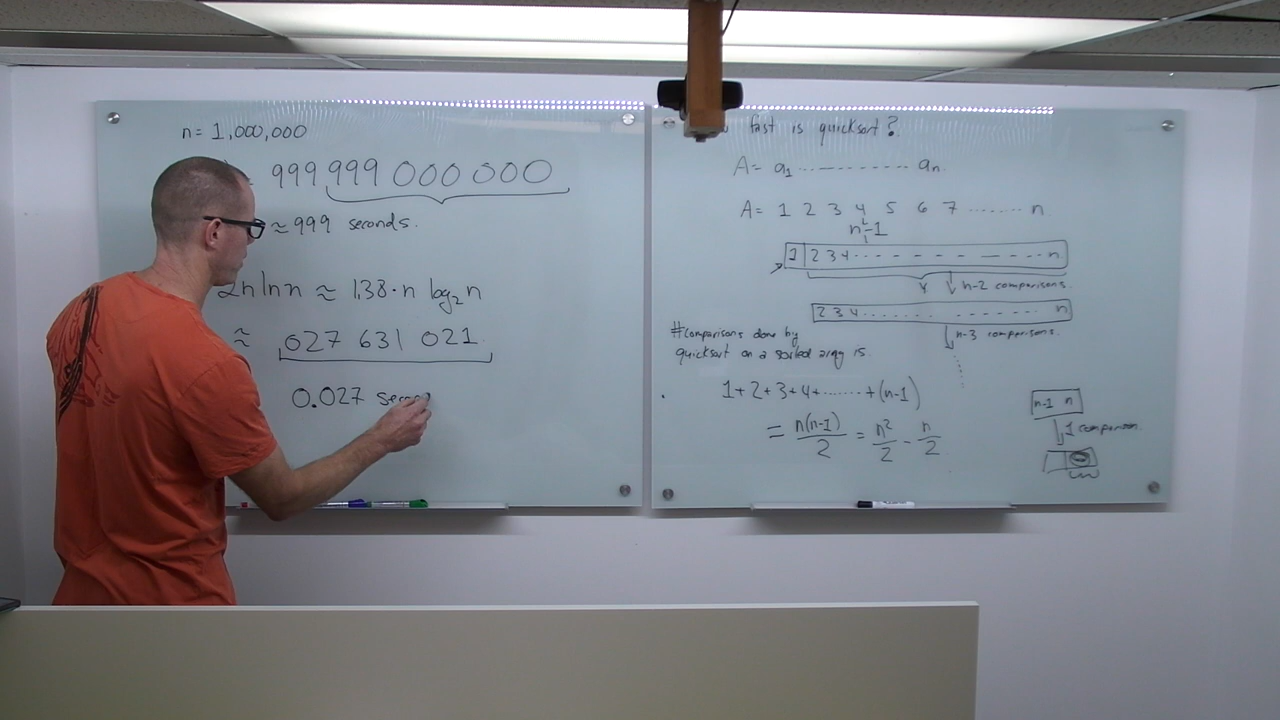 n = 1,000,000
999 999 000 000 000
≈ 999 seconds.
2n ln n ≈ 1.38·n log₂n
≈ 027 631 021.
0.027
fast is quicksort?
A = a₁ ............ aₙ.
A = 1 2 3 4 5 6 7 ....... n
n-1
1 2 3 4 ............ n
n-2 comparisons.
2 3 4 ............ n
n-3 comparisons.
#comparisons done by
quicksort on a sorted array is.
1+2+3+4+.......+(n-1)
= n(n-1)/2 = n²/2 - n/2
n-1 n
1 comparison